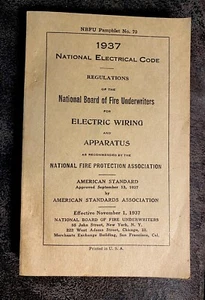 NBFU Pamphlet No. 70
1937
NATIONAL ELECTRICAL CODE
REGULATIONS
OF THE
National Board of Fire Underwriters
FOR
ELECTRIC WIRING
AND
APPARATUS
AS RECOMMENDED BY THE
NATIONAL FIRE PROTECTION ASSOCIATION
AMERICAN STANDARD
Approved September 15, 1937
by
AMERICAN STANDARDS ASSOCIATION
Effective November 1, 1937
NATIONAL BOARD OF FIRE UNDERWRITERS
85 John Street, New York, N. Y.
222 West Adams Street, Chicago, Ill.
Merchants Exchange Building, San Francisco, Cal.
Printed in U. S. A.